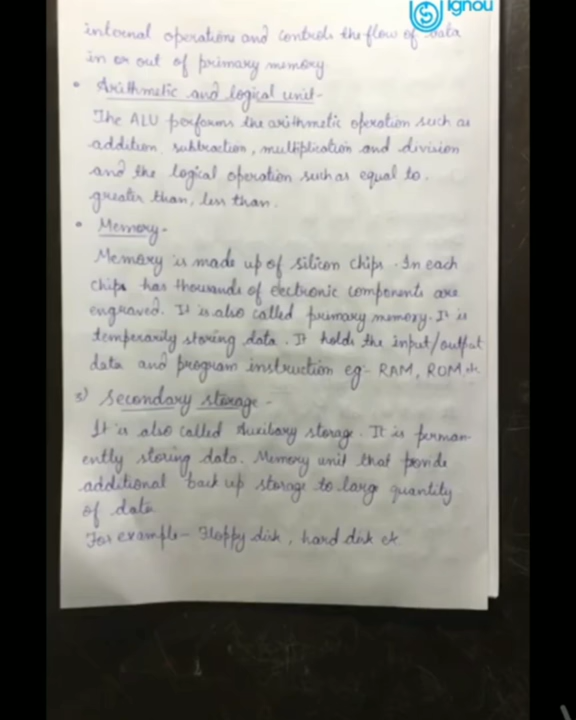 Ignou
internal operation and controls the flow of data
in or out of primary memory
• Arithmetic and logical unit-
The ALU performs the arithmetic operation such as
addition, subtraction, multiplication and division
and the logical operation such as equal to.
greater than, less than.
• Memory-
Memory is made up of silicon chips. In each
chips has thousands of electronic components are
engraved. It is also called primary memory. It is
temperarily storing data. It holds the input/output
data and program instruction eg:- RAM, ROM etc
3) Secondary storage-
It is also called Auxilary storage. It is perman-
ently storing data. Memory unit that povide
additional back up storage to larg quantity
of data
For example- Floppy disk, hard disk etc